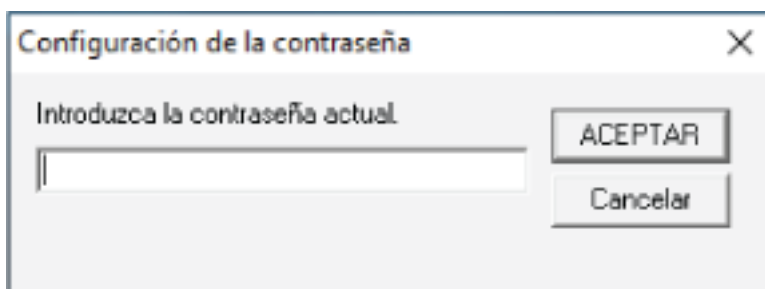 Configuración de la contraseña
Introduzca la contraseña actual.
ACEPTAR
Cancelar